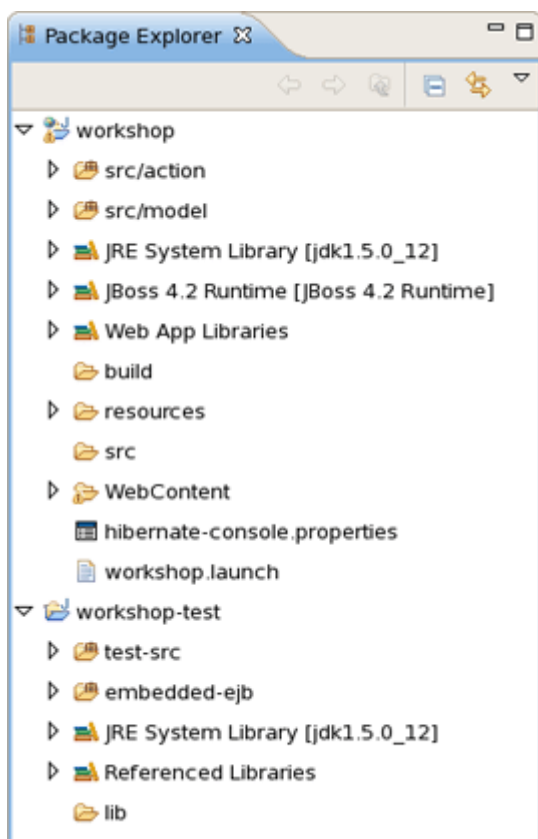 Package Explorer
workshop
src/action
src/model
JRE System Library [jdk1.5.0_12]
JBoss 4.2 Runtime [JBoss 4.2 Runtime]
Web App Libraries
build
resources
src
WebContent
hibernate-console.properties
workshop.launch
workshop-test
test-src
embedded-ejb
JRE System Library [jdk1.5.0_12]
Referenced Libraries
lib